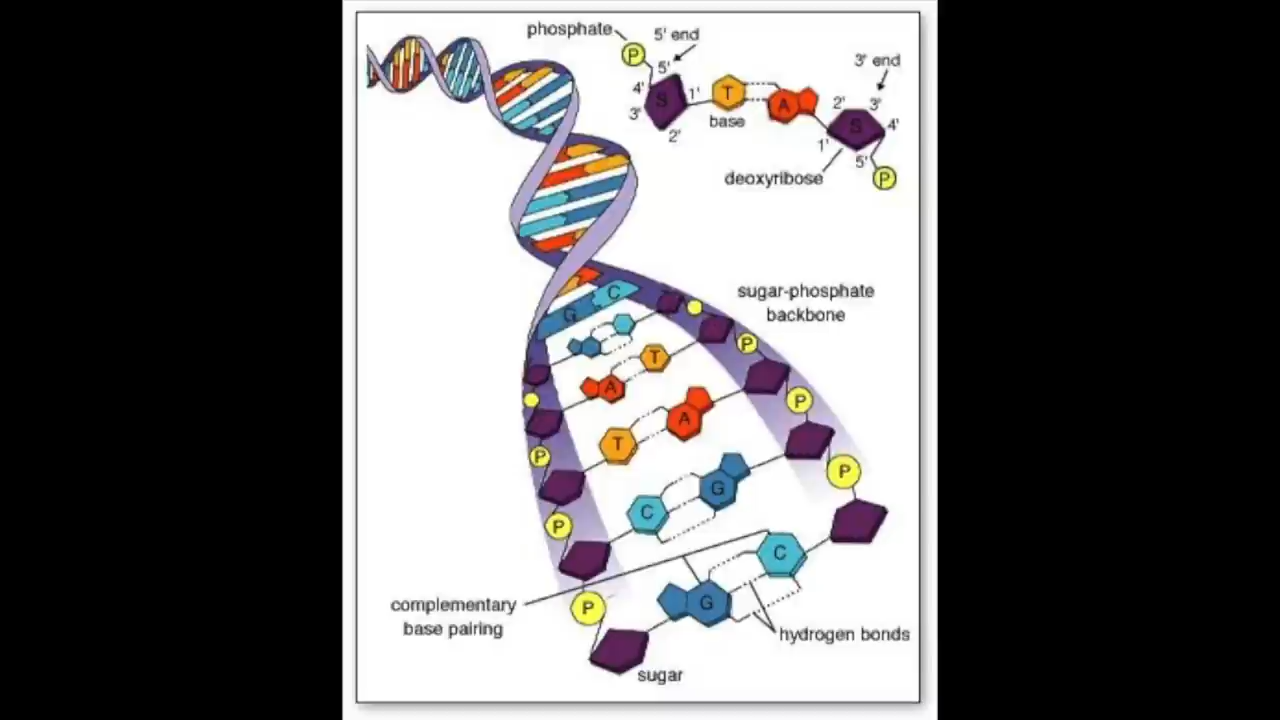 phosphate
5' end
P
5'
4'
3'
S
1'
2'
T
base
A
3' end
2'
3'
S
4'
1'
5'
P
deoxyribose
sugar-phosphate
backbone
C
G
P
T
A
P
A
T
P
P
G
C
P
C
complementary
base pairing
P
G
hydrogen bonds
sugar